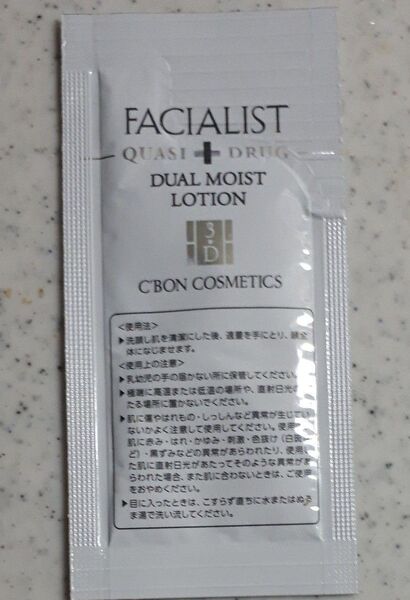 FACIALIST
QUASI + DRUG
DUAL MOIST
LOTION
3
D
C'BON COSMETICS
<使用法>
▶洗顔し肌を清潔にした後、適量を手にとり、顔全
体になじませます。
<使用上の注意>
▶乳幼児の手の届かない所に保管してください。
▶極端に高温または低温の場所や、直射日光の
たる場所に置かないでください。
▶肌に傷やはれもの・しっしんなど異常が生じてい
ないかよく注意して使用してください。使用
肌に赤み・はれ・かゆみ・刺激・色抜け(白斑
ど)・黒ずみなどの異常があらわれたり、使用し
た肌に直射日光があたってそのような異常があ
らわれた場合、また肌に合わないときは、ご使用
をおやめください。
▶目に入ったときは、こすらず直ちに水またはぬる
ま湯で洗い流してください。